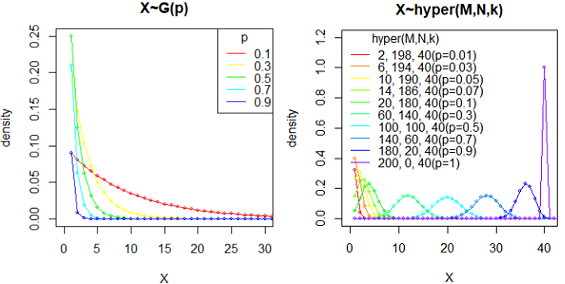 X~G(p)
density
0.00 0.05 0.10 0.15 0.20 0.25
p
0.1
0.3
0.5
0.7
0.9
0 5 10 15 20 25 30
X
X~hyper(M,N,k)
density
0.0 0.2 0.4 0.6 0.8 1.0 1.2
hyper(M,N,k)
2, 198, 40(p=0.01)
6, 194, 40(p=0.03)
10, 190, 40(p=0.05)
14, 186, 40(p=0.07)
20, 180, 40(p=0.1)
60, 140, 40(p=0.3)
100, 100, 40(p=0.5)
140, 60, 40(p=0.7)
180, 20, 40(p=0.9)
200, 0, 40(p=1)
0 10 20 30 40
X